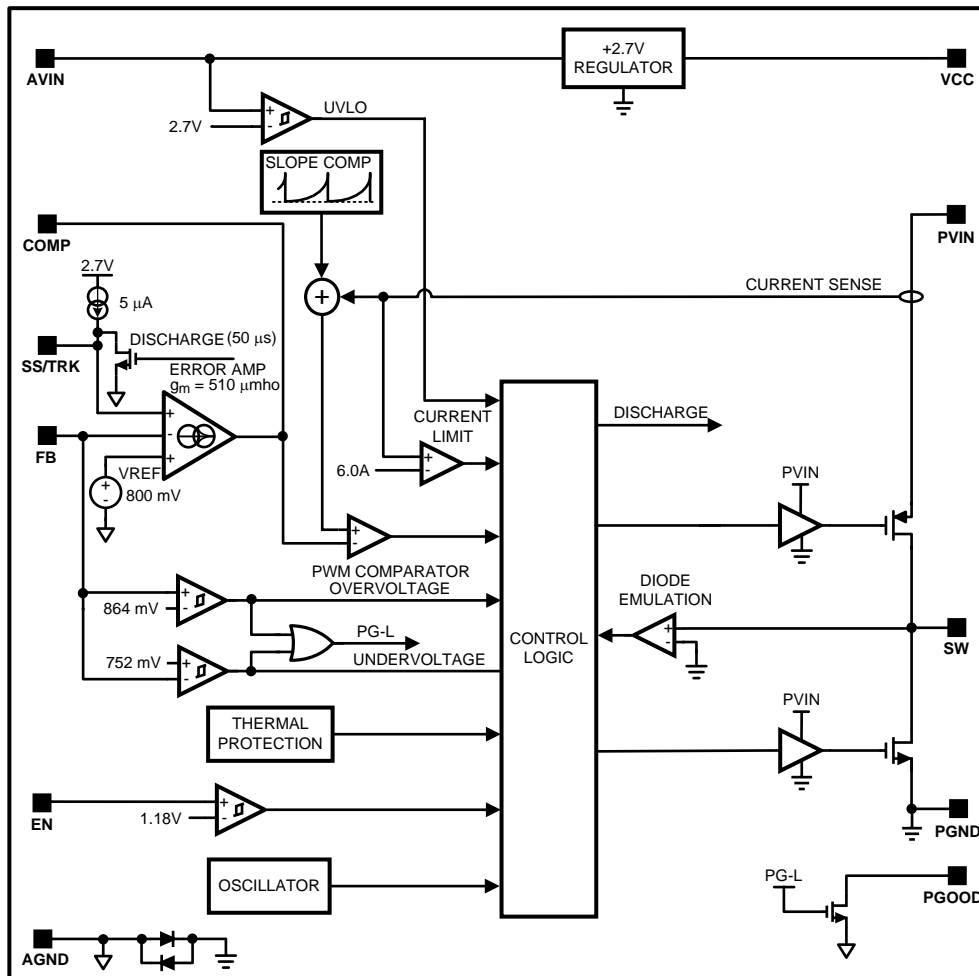 AVIN
+2.7V
REGULATOR
VCC
+
-
2.7V
UVLO
SLOPE COMP
COMP
PVIN
2.7V
5 μA
+
CURRENT SENSE
DISCHARGE (50 μs)
SS/TRK
ERROR AMP
gm = 510 μmho
+
-
+
FB
VREF
+
-
800 mV
CURRENT
LIMIT
+
-
6.0A
DISCHARGE
PVIN
+
-
PWM COMPARATOR
OVERVOLTAGE
+
-
864 mV
PG-L
UNDERVOLTAGE
752 mV
+
-
CONTROL
LOGIC
DIODE
EMULATION
+
-
SW
THERMAL
PROTECTION
PVIN
EN
+
-
1.18V
PGND
OSCILLATOR
PG-L
PGOOD
AGND